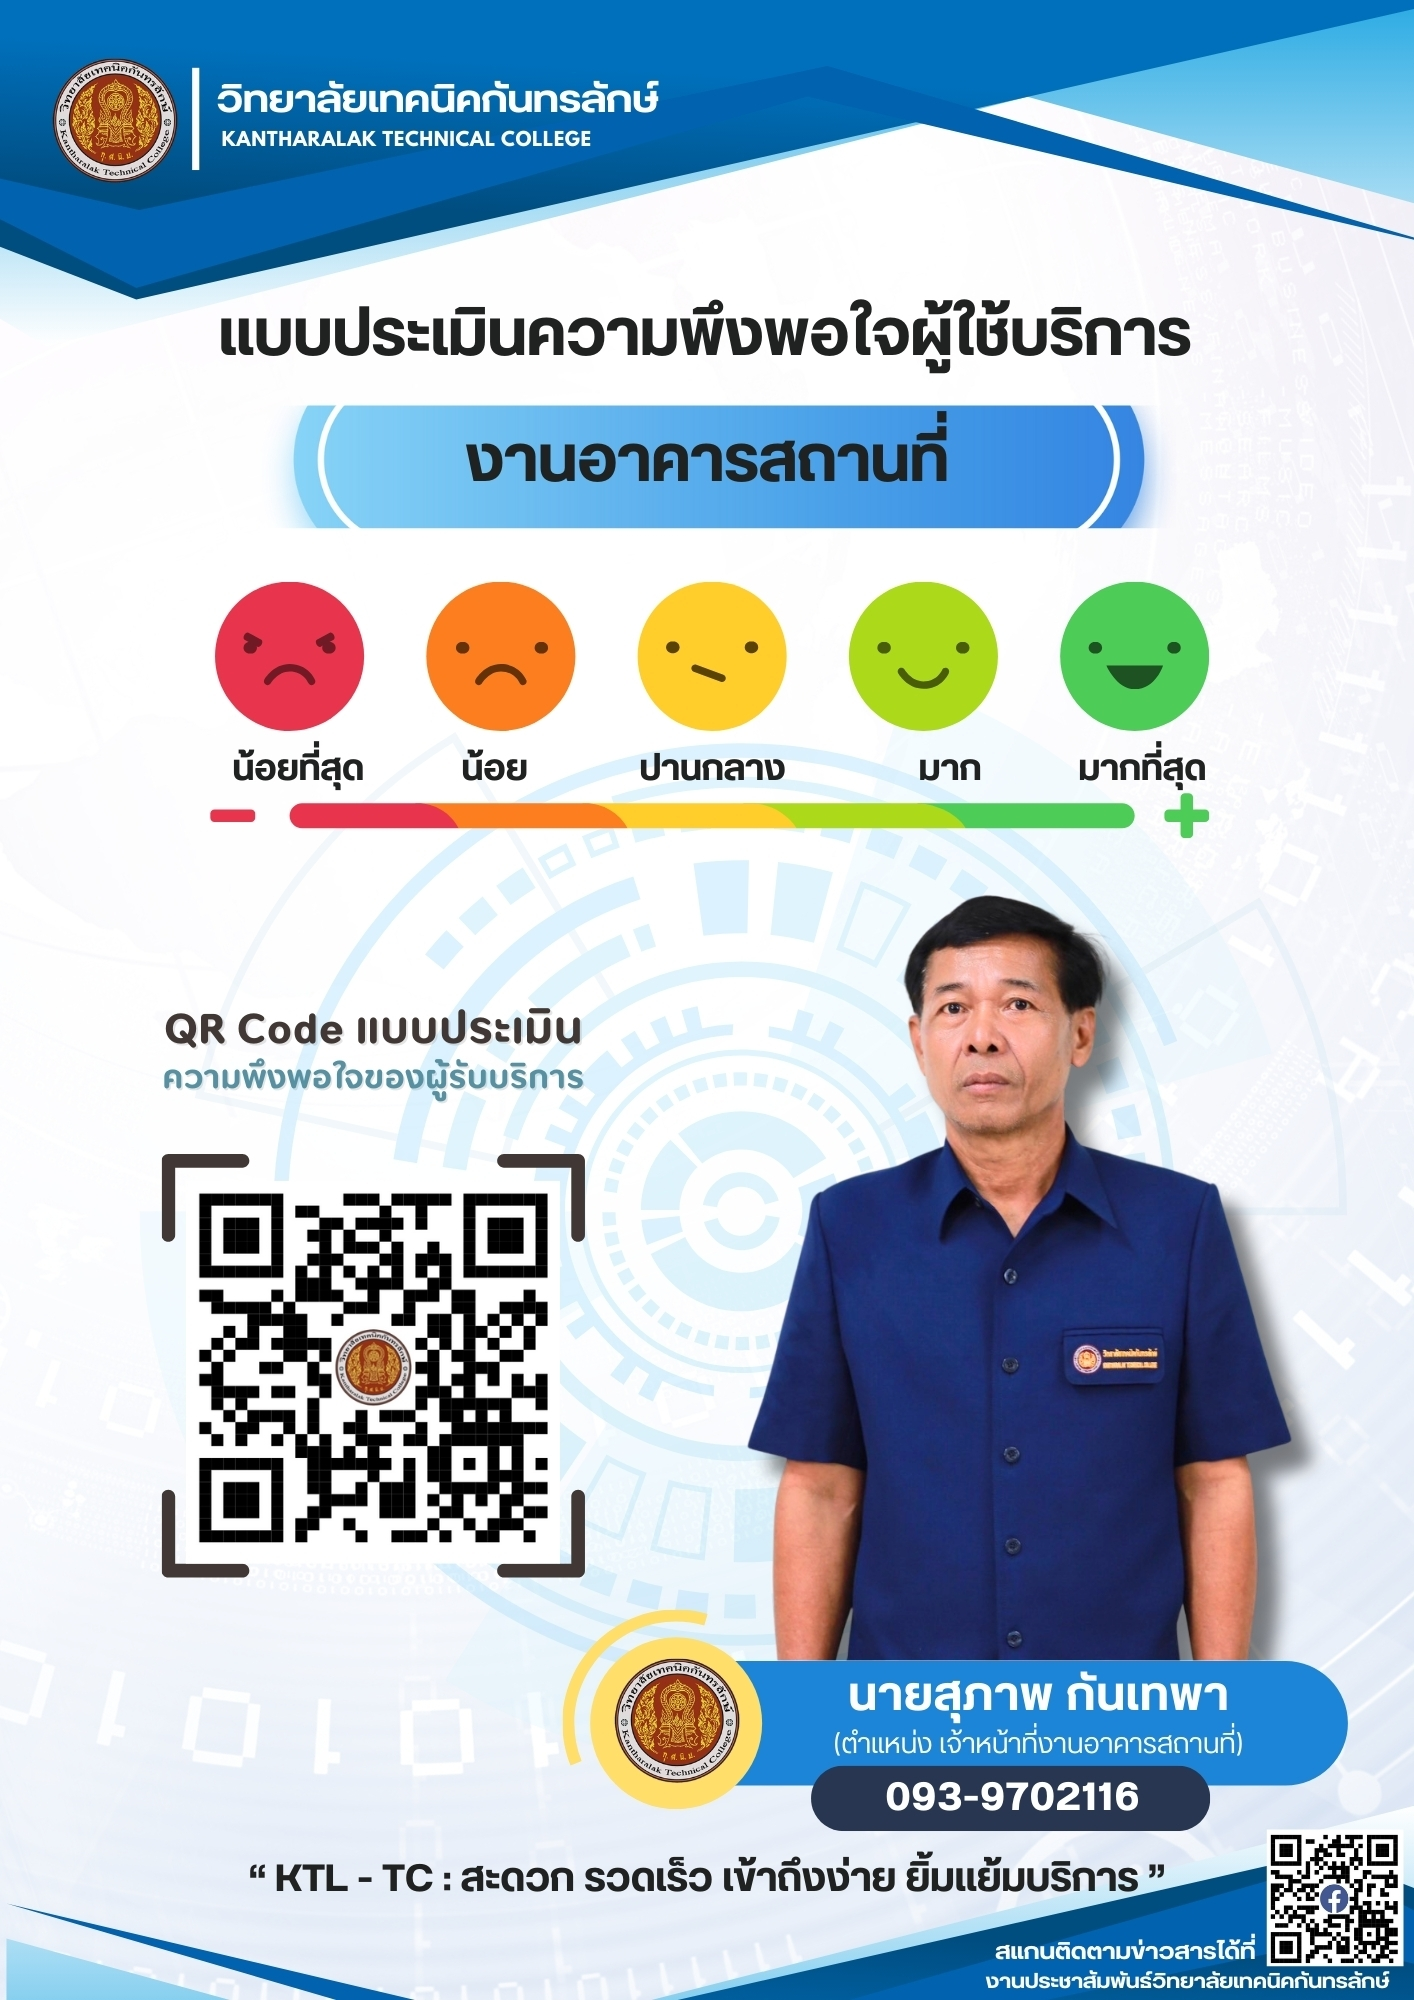 วิทยาลัยเทคนิคกันทรลักษ์
KANTHARALAK TECHNICAL COLLEGE
แบบประเมินความพึงพอใจผู้ใช้บริการ
งานอาคารสถานที่
น้อยที่สุด น้อย ปานกลาง มาก มากที่สุด
QR Code แบบประเมิน
ความพึงพอใจของผู้รับบริการ
นายสุภาพ กันเทพา
(ตำแหน่ง เจ้าหน้าที่งานอาคารสถานที่)
093-9702116
“ KTL - TC : สะดวก รวดเร็ว เข้าถึงง่าย ยิ้มแย้มบริการ ”
สแกนติดตามข่าวสารได้ที่
งานประชาสัมพันธ์วิทยาลัยเทคนิคกันทรลักษ์